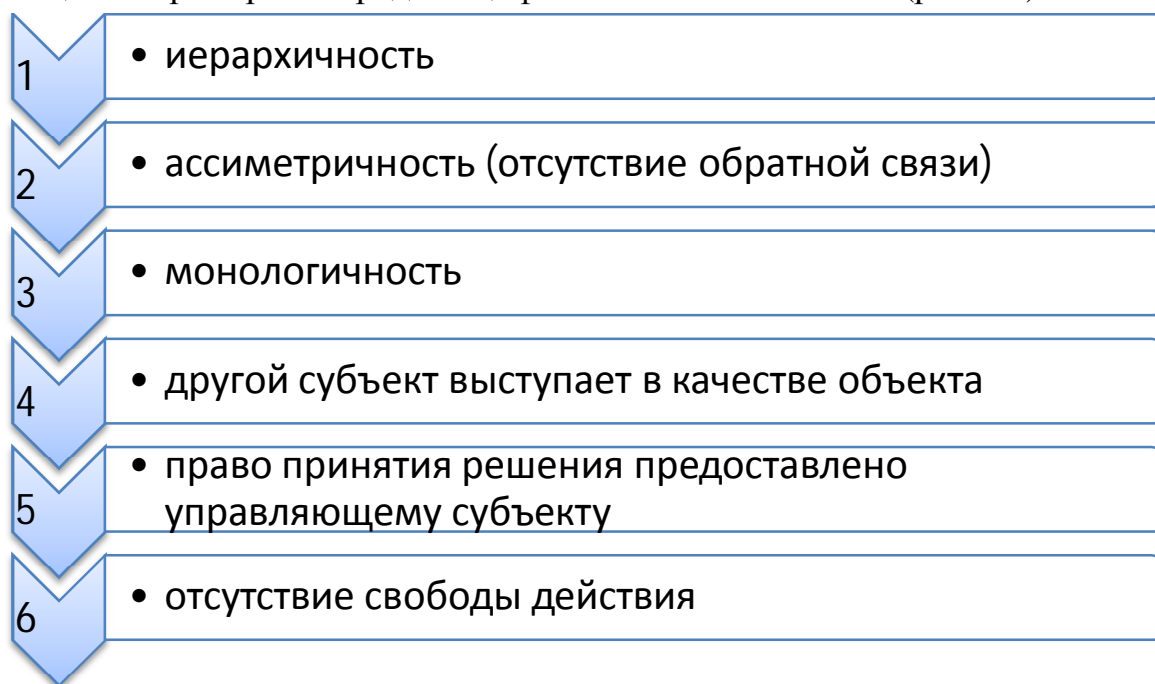 1
• иерархичность
2
• ассиметричность (отсутствие обратной связи)
3
• монологичность
4
• другой субъект выступает в качестве объекта
5
• право принятия решения предоставлено
управляющему субъекту
6
• отсутствие свободы действия